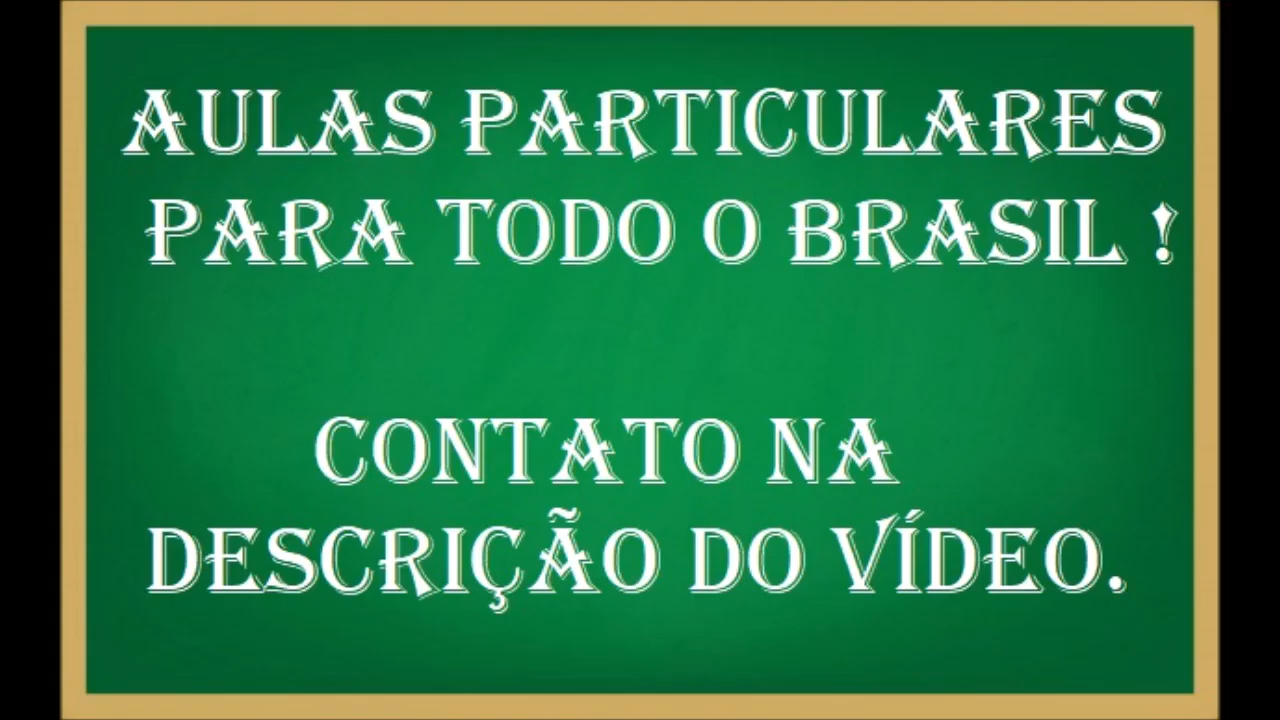 AULAS PARTICULARES
PARA TODO O BRASIL !
CONTATO NA
DESCRIÇÃO DO VÍDEO.